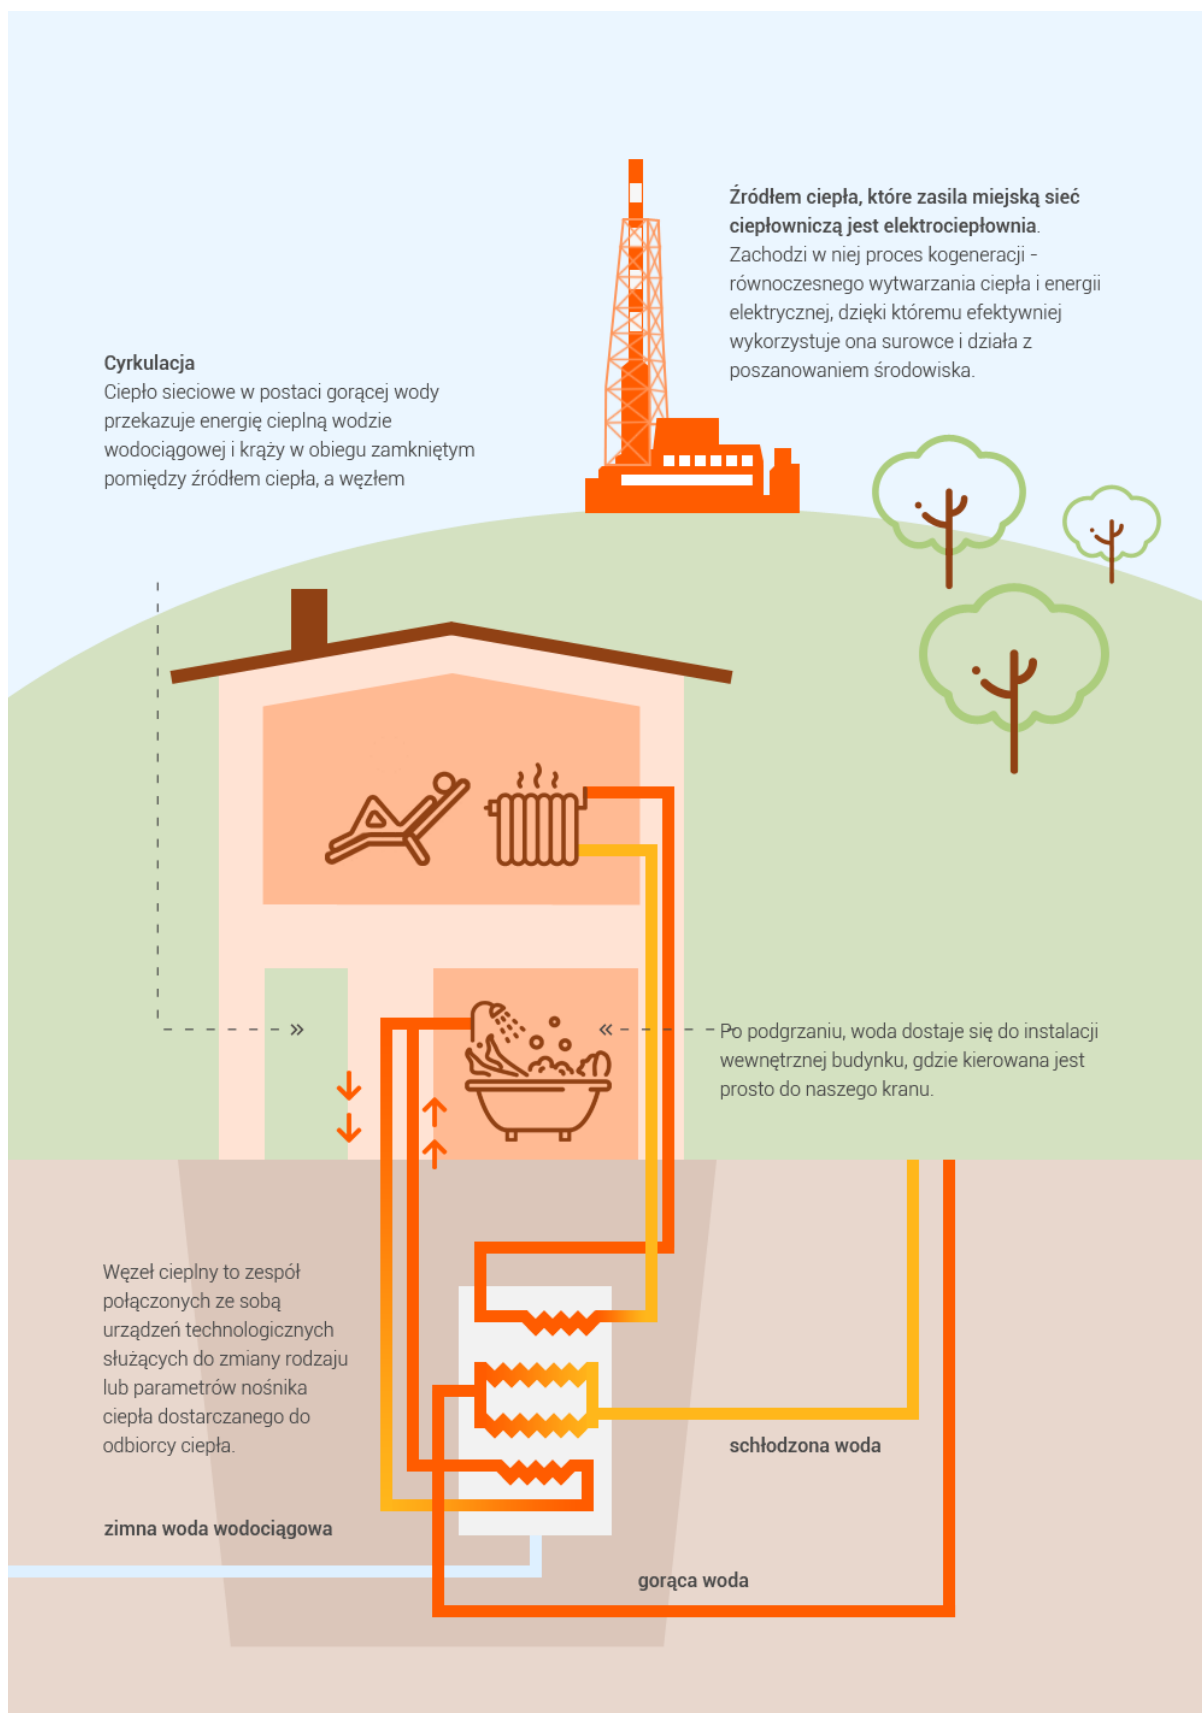 Źródłem ciepła, które zasila miejską sieć
ciepłowniczą jest elektrociepłownia.
Zachodzi w niej proces kogeneracji -
równoczesnego wytwarzania ciepła i energii
elektrycznej, dzięki któremu efektywniej
wykorzystuje ona surowce i działa z
poszanowaniem środowiska.
Cyrkulacja
Ciepło sieciowe w postaci gorącej wody
przekazuje energię cieplną wodzie
wodociągowej i krąży w obiegu zamkniętym
pomiędzy źródłem ciepła, a węzłem
Po podgrzaniu, woda dostaje się do instalacji
wewnętrznej budynku, gdzie kierowana jest
prosto do naszego kranu.
Węzeł cieplny to zespół
połączonych ze sobą
urządzeń technologicznych
służących do zmiany rodzaju
lub parametrów nośnika
ciepła dostarczanego do
odbiorcy ciepła.
schłodzona woda
zimna woda wodociągowa
gorąca woda